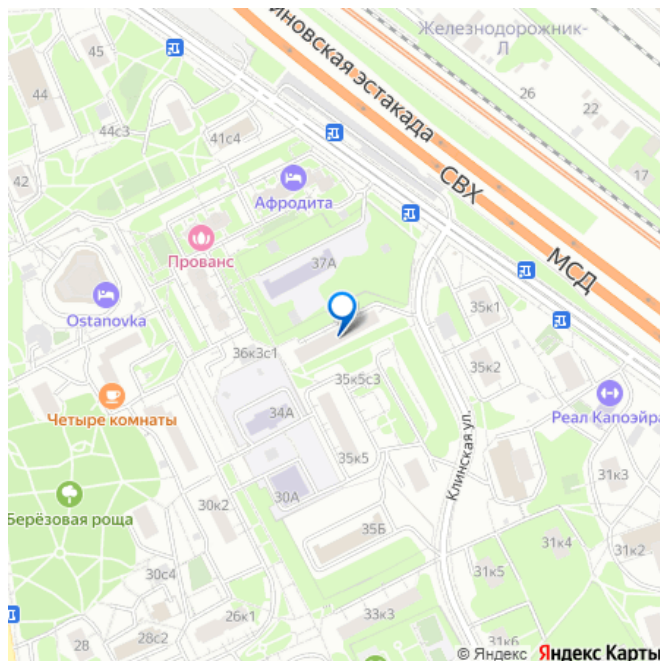 иновская эстакада
Железнодорожник-
Л
45
44
44с3
41с4
26
22
17
СВХ
42
Афродита
МСД
Прованс
37А
Ostanovka
35к1
36к3с1
35к2
35к5с3
Четыре комнаты
34А
Реал Капоэйра
Клинская ул.
35к5
31к3
30А
30к2
Берёзовая роща
35Б
31к4
31к2
30с4
31к5
26к1
33к3
28
28с2
31к6
© Яндекс Яндекс Карты